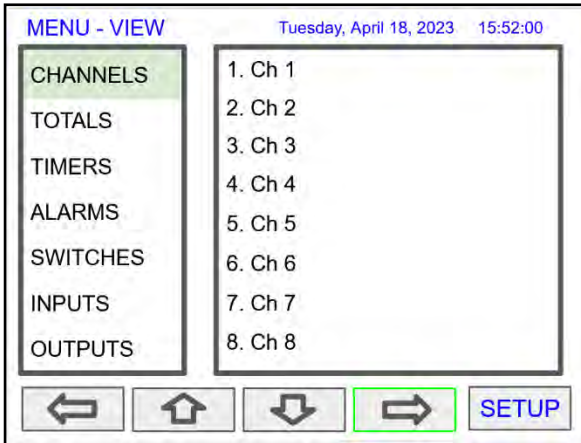 MENU - VIEW Tuesday, April 18, 2023 15:52:00
CHANNELS
TOTALS
TIMERS
ALARMS
SWITCHES
INPUTS
OUTPUTS
1. Ch 1
2. Ch 2
3. Ch 3
4. Ch 4
5. Ch 5
6. Ch 6
7. Ch 7
8. Ch 8
SETUP